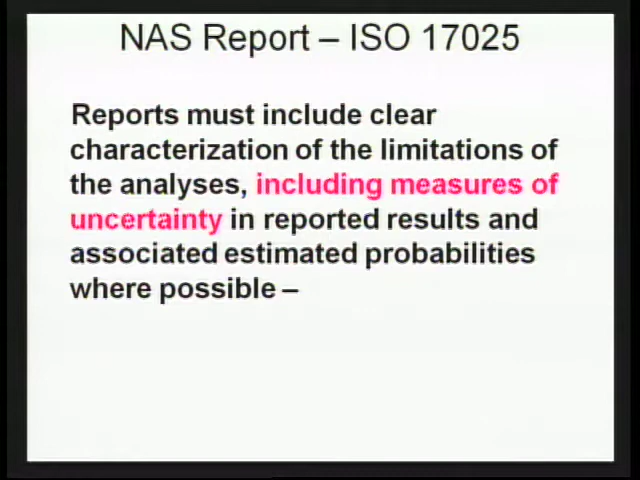 NAS Report – ISO 17025
Reports must include clear
characterization of the limitations of
the analyses, including measures of
uncertainty in reported results and
associated estimated probabilities
where possible –